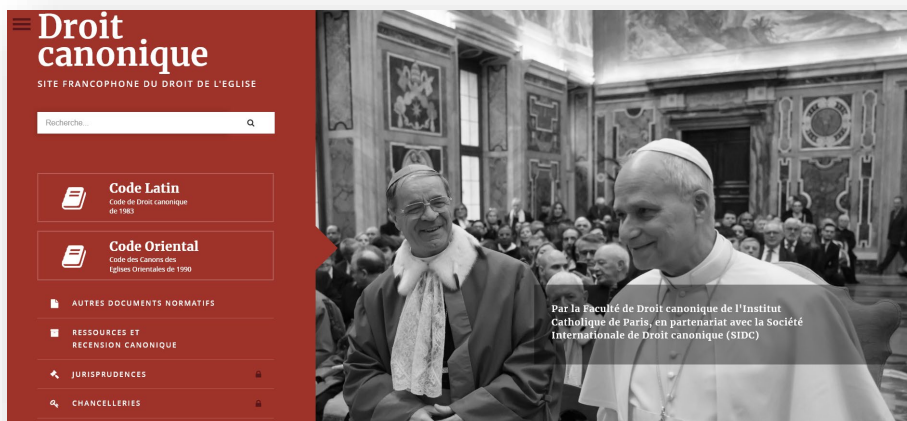 Droit
canonique
SITE FRANCOPHONE DU DROIT DE L'EGLISE
Recherche...
Code Latin
Code de Droit canonique
de 1983
Code Oriental
Code des Canons des
Eglises Orientales de 1990
AUTRES DOCUMENTS NORMATIFS
RESSOURCES ET
RECENSION CANONIQUE
JURISPRUDENCES
CHANCELLERIES
Par la Faculté de Droit canonique de l'Institut
Catholique de Paris, en partenariat avec la Société
Internationale de Droit canonique (SIDC)